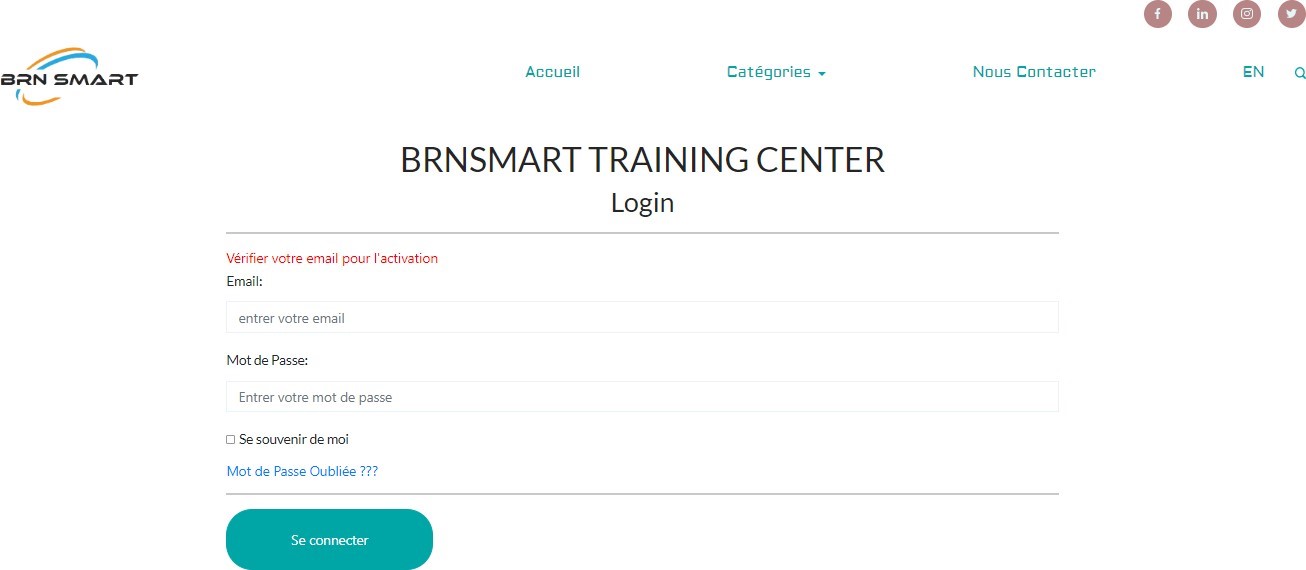 BRN SMART
Accueil Catégories Nous Contacter EN
BRNSMART TRAINING CENTER
Login
Vérifier votre email pour l'activation
Email:
entrer votre email
Mot de Passe:
Entrer votre mot de passe
Se souvenir de moi
Mot de Passe Oubliée ???
Se connecter